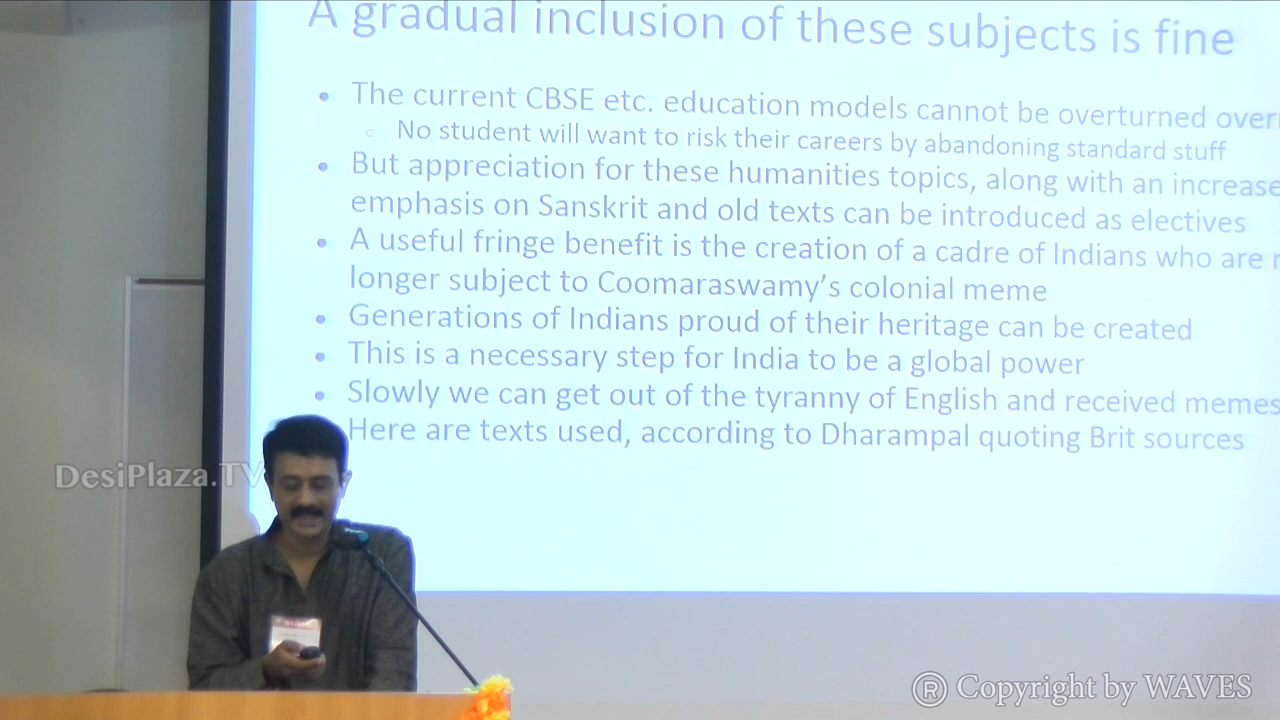 A gradual inclusion of these subjects is fine
• The current CBSE etc. education models cannot be overturned
○ No student will want to risk their careers by abandoning standard stuff
• But appreciation for these humanities topics, along with an increase
emphasis on Sanskrit and old texts can be introduced as electives
• A useful fringe benefit is the creation of a cadre of Indians who are
longer subject to Coomaraswamy's colonial meme
• Generations of Indians proud of their heritage can be created
• This is a necessary step for India to be a global power
• Slowly we can get out of the tyranny of English and received memes
Here are texts used, according to Dharampal quoting Brit sources
DesiPlaza.TV
WAVES
® Copyright by WAVES